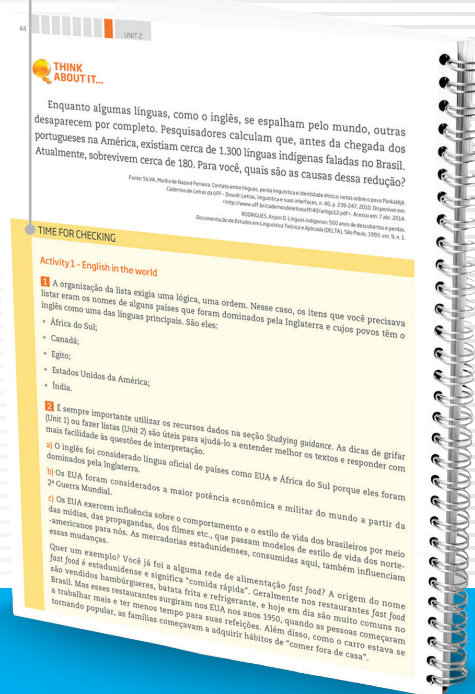 44
UNIT 2
THINK
ABOUT IT...
Enquanto algumas línguas, como o inglês, se espalham pelo mundo, outras
desaparecem por completo. Pesquisadores calculam que, antes da chegada dos
portugueses na América, existiam cerca de 1.300 línguas indígenas faladas no Brasil.
Atualmente, sobrevivem cerca de 180. Para você, quais são as causas dessa redução?
Fonte: SILVA, Marília de Nazaré Ferreira. Contato entre línguas, perda linguística e identidade étnica: notas sobre o povo Parkatêjê.
Cadernos de Letras da UFF – Dossiê: Letras, linguística e suas interfaces, n. 40, p. 239-247, 2010. Disponível em:
<http://www.uff.br/cadernosdeletrasuff/40/artigo12.pdf>. Acesso em: 7 abr. 2014.
RODRIGUES, Aryon D. Línguas indígenas: 500 anos de descobertas e perdas.
Documentação de Estudos em Linguística Teórica e Aplicada (DELTA), São Paulo, 1993, vol. 9, n. 1.
TIME FOR CHECKING
Activity 1 - English in the world
1 A organização da lista exigia uma lógica, uma ordem. Nesse caso, os itens que você precisava
listar eram os nomes de alguns países que foram dominados pela Inglaterra e cujos povos têm o
inglês como uma das línguas principais. São eles:
• África do Sul;
• Canadá;
• Egito;
• Estados Unidos da América;
• Índia.
2 É sempre importante utilizar os recursos dados na seção Studying guidance. As dicas de grifar
(Unit 1) ou fazer listas (Unit 2) são úteis para ajudá-lo a entender melhor os textos e responder com
mais facilidade às questões de interpretação.
a) O inglês foi considerado língua oficial de países como EUA e África do Sul porque eles foram
dominados pela Inglaterra.
b) Os EUA foram considerados a maior potência econômica e militar do mundo a partir da
2ª Guerra Mundial.
c) Os EUA exercem influência sobre o comportamento e o estilo de vida dos brasileiros por meio
das mídias, das propagandas, dos filmes etc., que passam modelos de estilo de vida dos norte-
-americanos para nós. As mercadorias estadunidenses, consumidas aqui, também influenciam
essas mudanças.
Quer um exemplo? Você já foi a alguma rede de alimentação fast food? A origem do nome
fast food é estadunidense e significa “comida rápida”. Geralmente nos restaurantes fast food
são vendidos hambúrgueres, batata frita e refrigerante, e hoje em dia são muito comuns no
Brasil. Mas esses restaurantes surgiram nos EUA nos anos 1950, quando as pessoas começaram
a trabalhar mais e ter menos tempo para suas refeições. Além disso, como o carro estava se
tornando popular, as famílias começavam a adquirir hábitos de “comer fora de casa”.